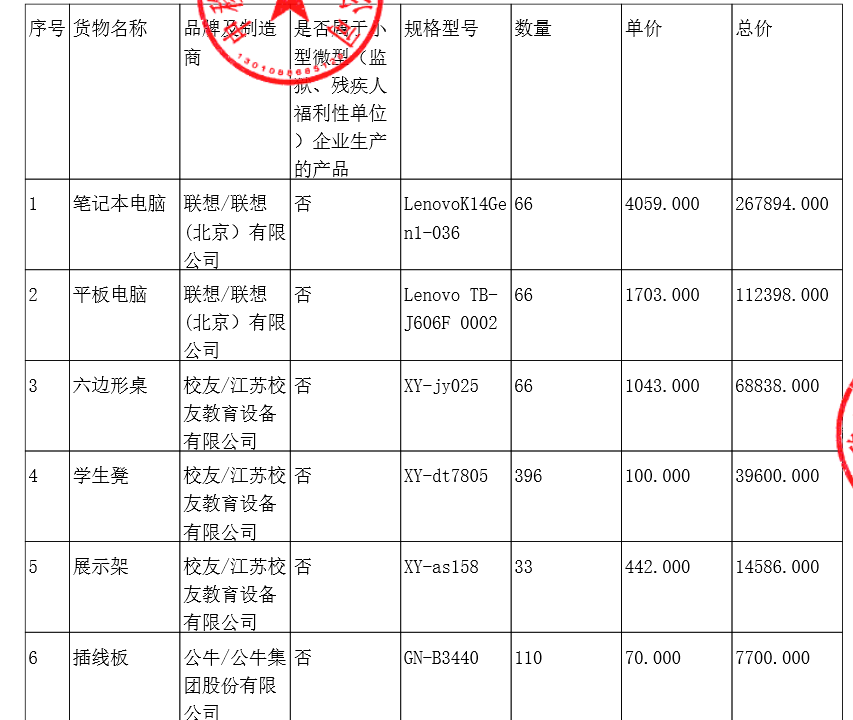 序号 货物名称 品牌及制造商 是否属于小型微型（监狱、残疾人福利性单位）企业生产的产品 规格型号 数量 单价 总价
1 笔记本电脑 联想/联想(北京）有限公司 否 LenovoK14Gen1-036 66 4059.000 267894.000
2 平板电脑 联想/联想(北京）有限公司 否 Lenovo TB-J606F 0002 66 1703.000 112398.000
3 六边形桌 校友/江苏校友教育设备有限公司 否 XY-jy025 66 1043.000 68838.000
4 学生凳 校友/江苏校友教育设备有限公司 否 XY-dt7805 396 100.000 39600.000
5 展示架 校友/江苏校友教育设备有限公司 否 XY-as158 33 442.000 14586.000
6 插线板 公牛/公牛集团股份有限公司 否 GN-B3440 110 70.000 7700.000